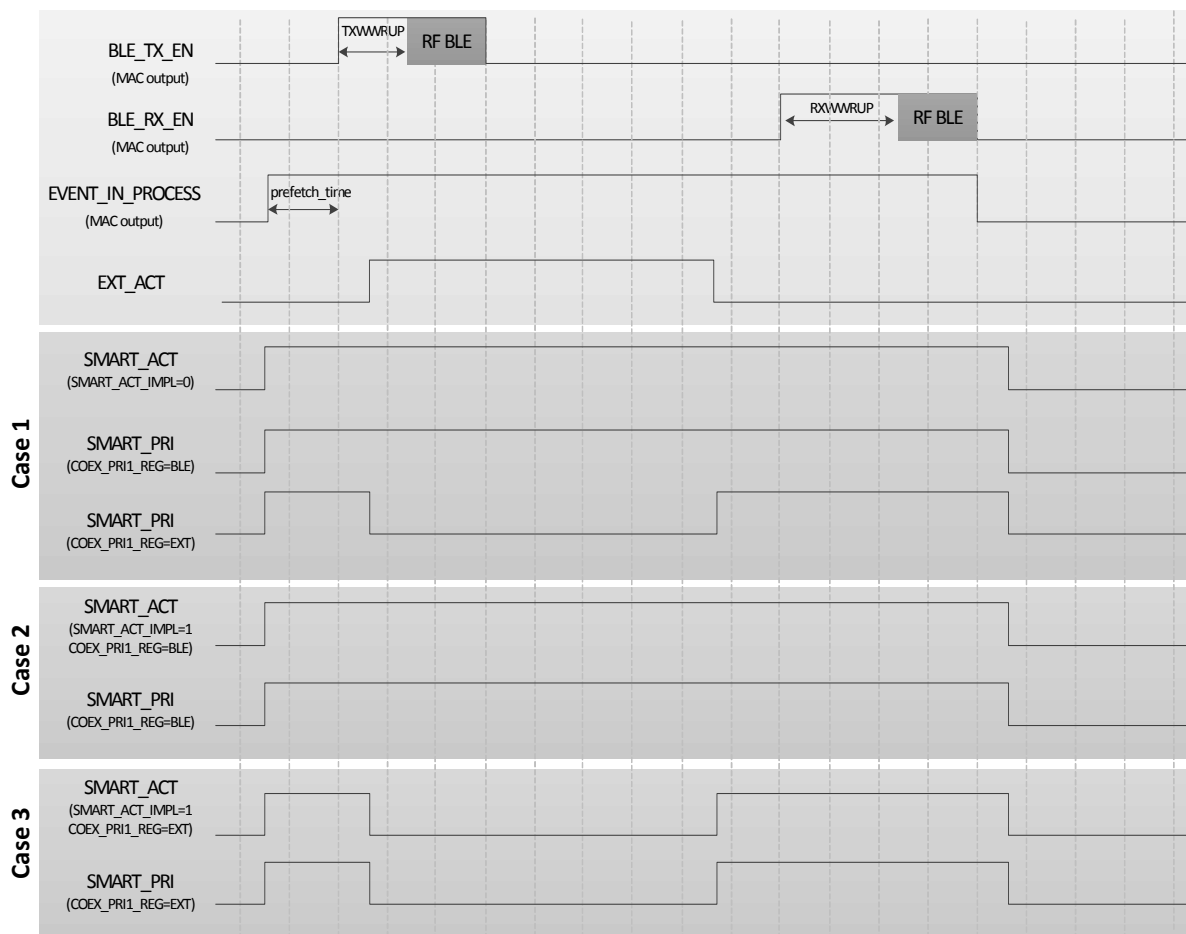 BLE_TX_EN
(MAC output)
TXWWRUP
RF BLE
BLE_RX_EN
(MAC output)
RXWWRUP
RF BLE
EVENT_IN_PROCESS
(MAC output)
prefetch_time
EXT_ACT
Case 1
SMART_ACT
(SMART_ACT_IMPL=0)
SMART_PRI
(COEX_PRI1_REG=BLE)
SMART_PRI
(COEX_PRI1_REG=EXT)
Case 2
SMART_ACT
(SMART_ACT_IMPL=1
COEX_PRI1_REG=BLE)
SMART_PRI
(COEX_PRI1_REG=BLE)
Case 3
SMART_ACT
(SMART_ACT_IMPL=1
COEX_PRI1_REG=EXT)
SMART_PRI
(COEX_PRI1_REG=EXT)